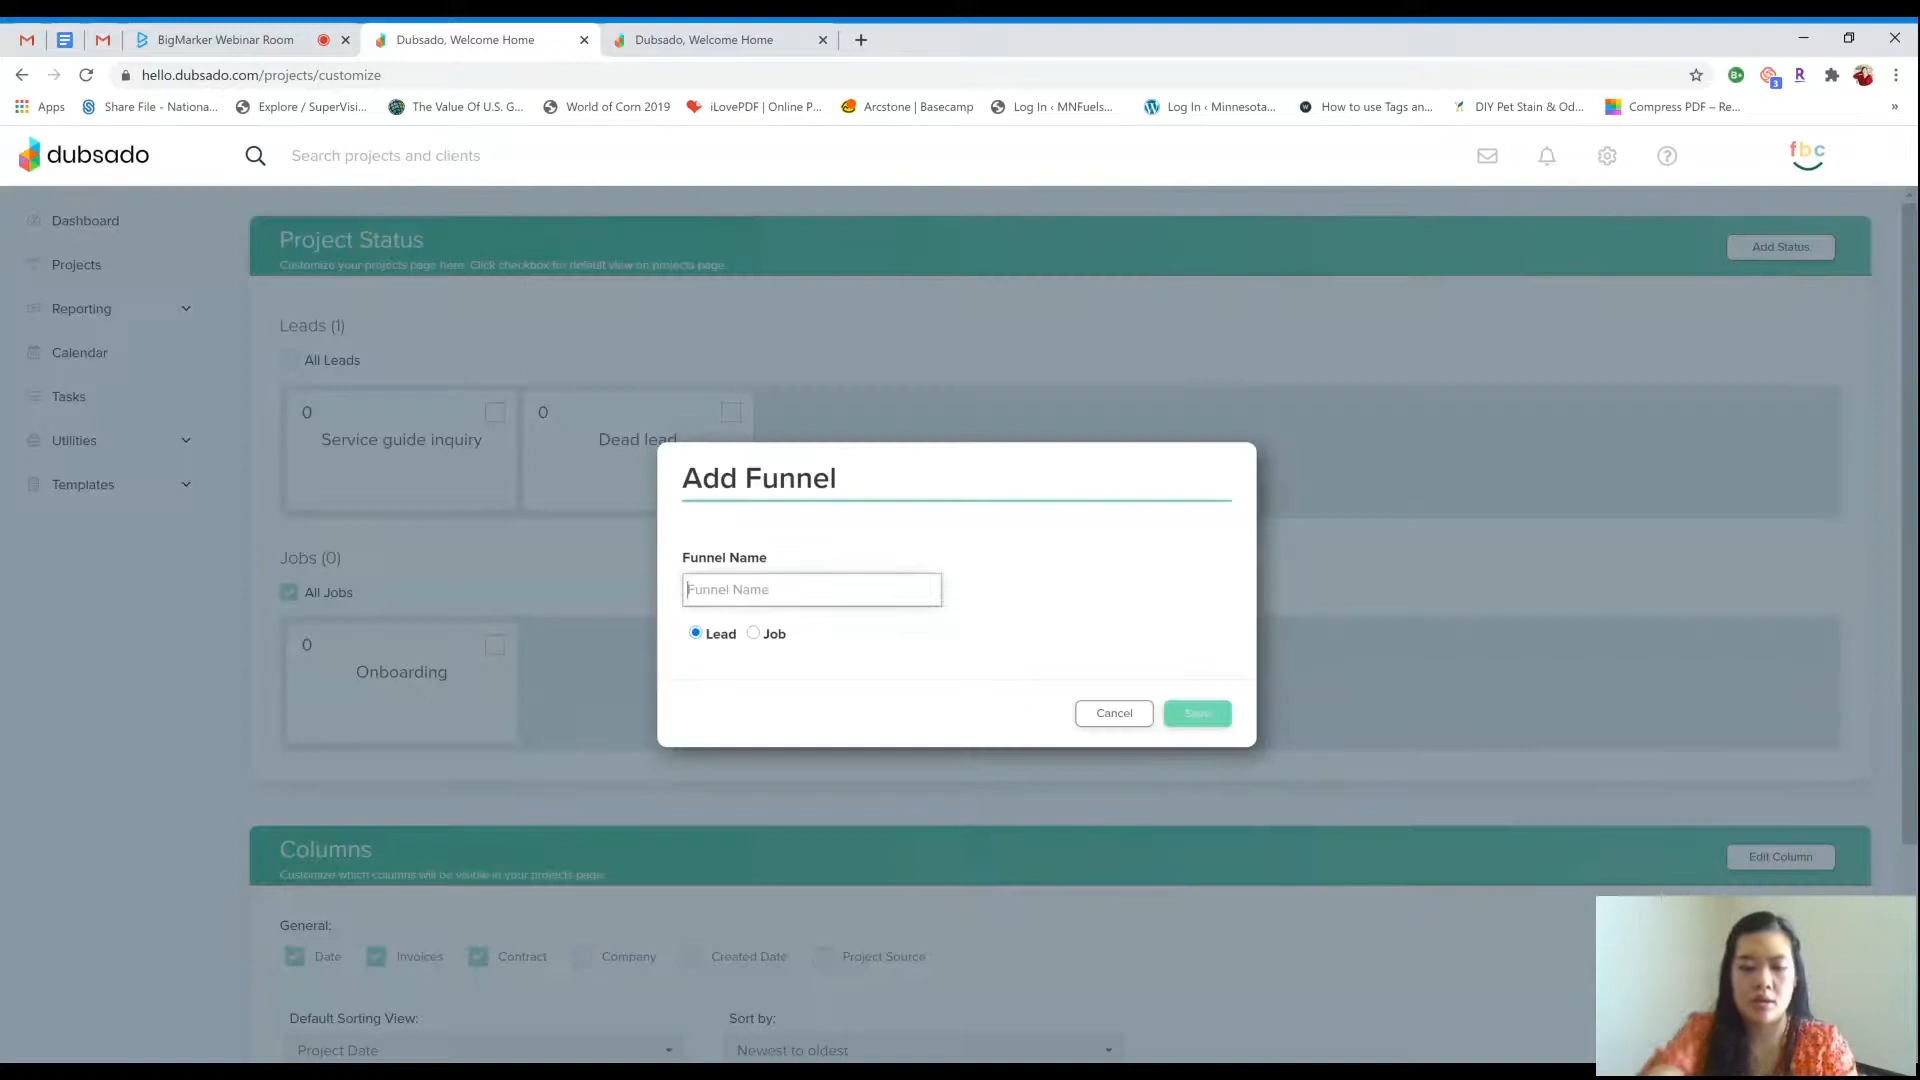 BigMarker Webinar Room
Dubsado, Welcome Home
Dubsado, Welcome Home
hello.dubsado.com/projects/customize
3
Apps
Share File - Nationa...
Explore / SuperVisi...
The Value Of U.S. G...
World of Corn 2019
iLovePDF | Online P...
Arcstone | Basecamp
Log In ‹ MNFuels...
Log In ‹ Minnesota...
How to use Tags an...
DIY Pet Stain & Od...
Compress PDF – Re...
dubsado
Search projects and clients
fbc
Dashboard
Projects
Reporting
Calendar
Tasks
Utilities
Templates
Project Status
Customize your projects page here. Click checkbox for default view on projects page.
Add Status
Leads (1)
All Leads
0
Service guide inquiry
0
Dead lead
Jobs (0)
All Jobs
0
Onboarding
Add Funnel
Funnel Name
Funnel Name
Lead
Job
Cancel
Save
Columns
Customize which columns will be visible in your projects page.
Edit Column
General:
Date
Invoices
Contract
Company
Created Date
Project Source
Default Sorting View:
Project Date
Sort by:
Newest to oldest